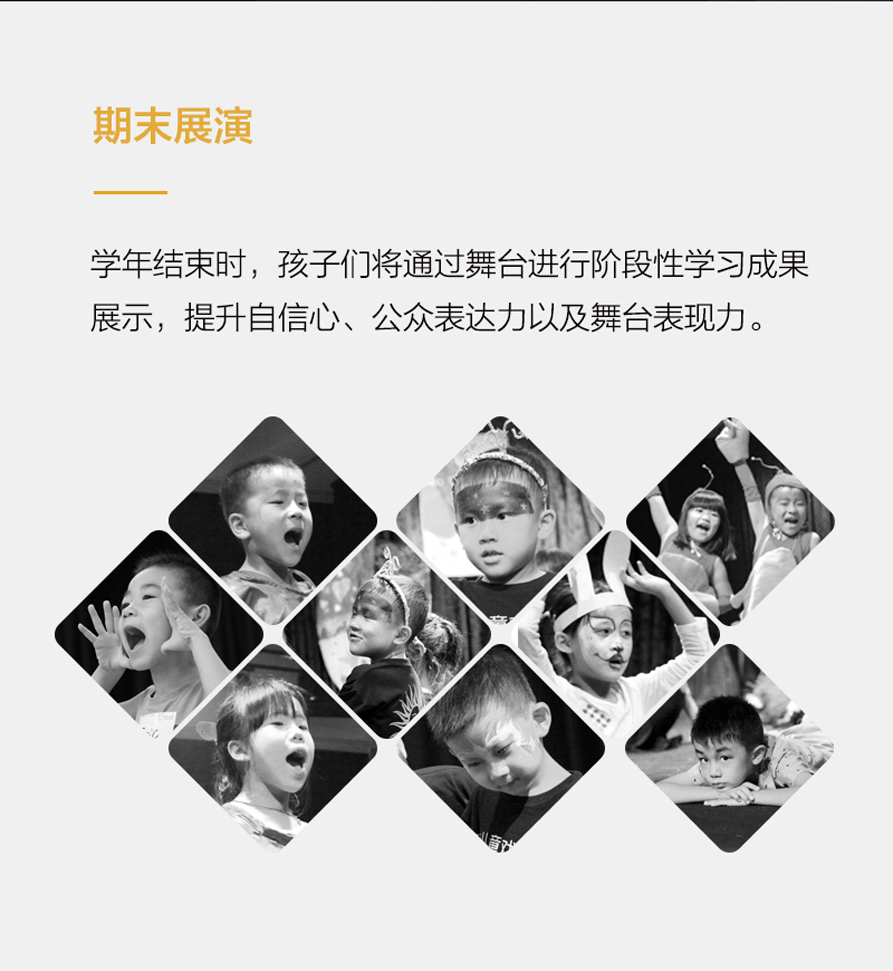 期末展演
学年结束时，孩子们将通过舞台进行阶段性学习成果
展示，提升自信心、公众表达力以及舞台表现力。